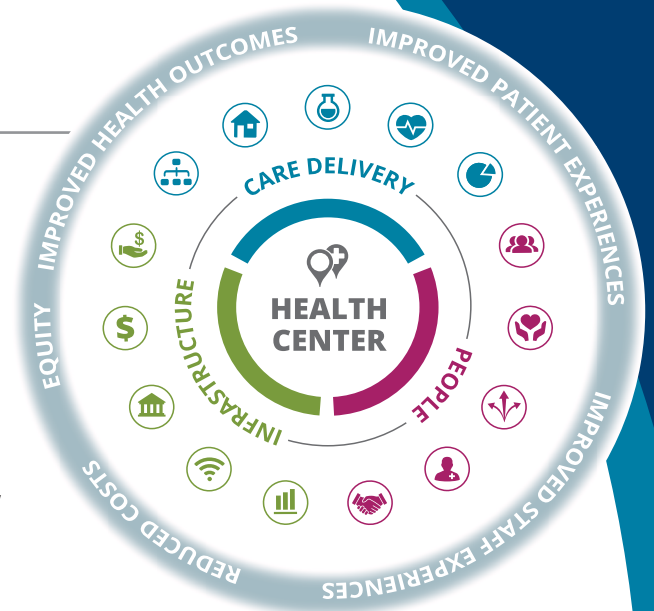 IMPROVED HEALTH OUTCOMES
IMPROVED PATIENT EXPERIENCES
IMPROVED STAFF EXPERIENCES
REDUCED COSTS
EQUITY
CARE DELIVERY
PEOPLE
INFRASTRUCTURE
HEALTH
CENTER
$
$